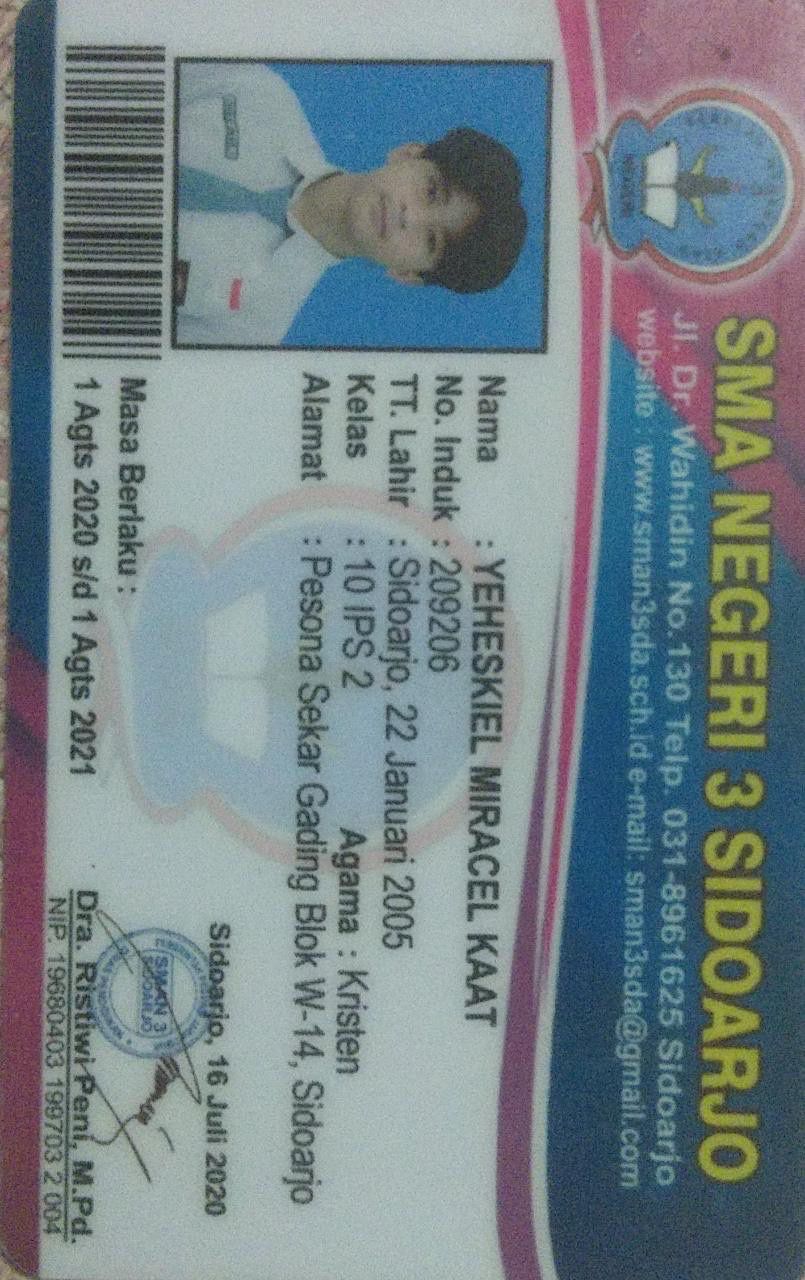 SMA NEGERI 3 SIDOARJO
Jl. Dr. Wahidin No.130 Telp. 031-8961625 Sidoarjo
website : www.sman3sda.sch.id e-mail: sman3sda@gmail.com
Nama : YEHESKIEL MIRACEL KAAT
No. Induk : 209206
TT. Lahir : Sidoarjo, 22 Januari 2005
Kelas : 10 IPS 2 Agama : Kristen
Alamat : Pesona Sekar Gading Blok W-14, Sidoarjo
Masa Berlaku :
1 Agts 2020 s/d 1 Agts 2021
Sidoarjo, 16 Juli 2020
SMAN 3
SIDOARJO
Dra. Ristiwi Peni, M.Pd.
NIP. 19680403 199703 2 004